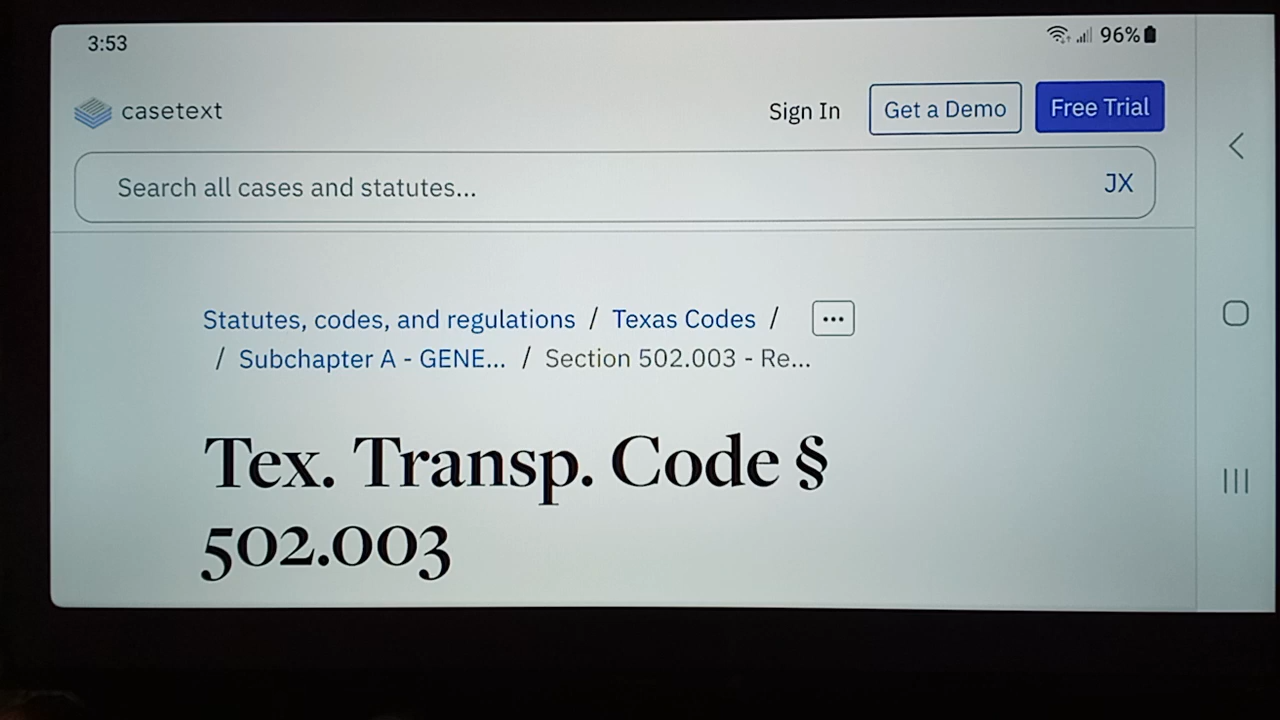 3:53
96%
casetext
Sign In
Get a Demo
Free Trial
Search all cases and statutes...
JX
Statutes, codes, and regulations / Texas Codes / ...
/ Subchapter A - GENE... / Section 502.003 - Re...
Tex. Transp. Code §
502.003